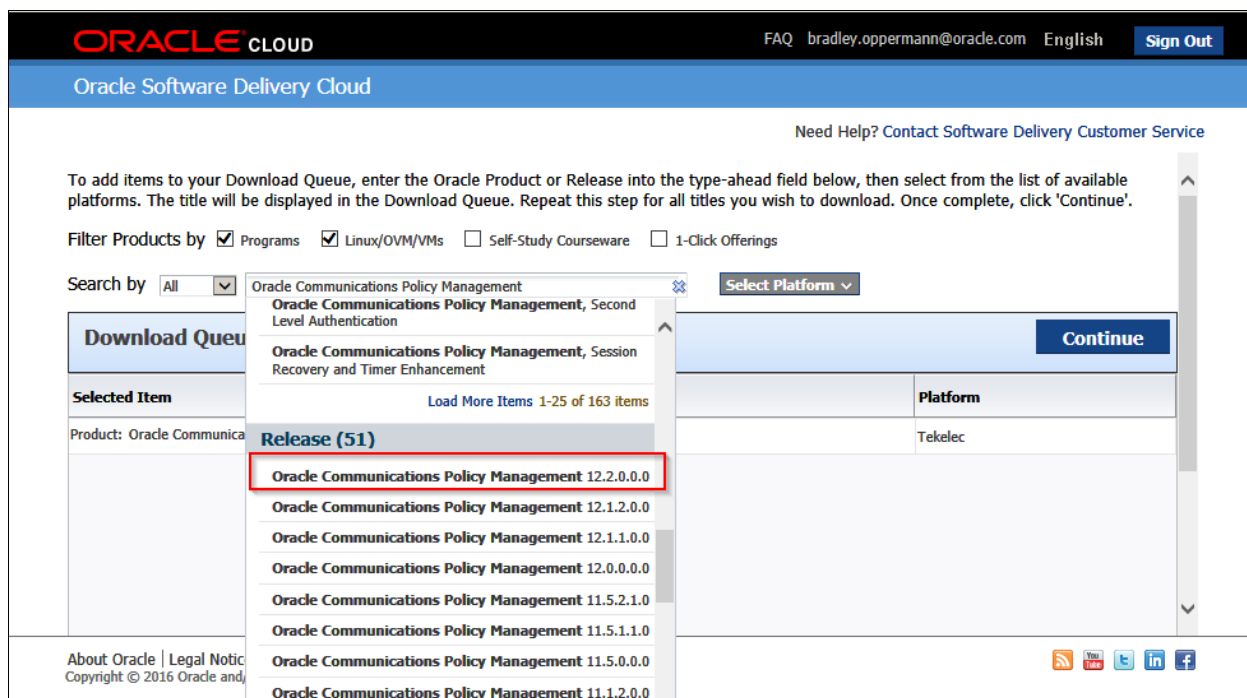 ORACLE CLOUD
FAQ bradley.oppermann@oracle.com English Sign Out
Oracle Software Delivery Cloud
Need Help? Contact Software Delivery Customer Service
To add items to your Download Queue, enter the Oracle Product or Release into the type-ahead field below, then select from the list of available
platforms. The title will be displayed in the Download Queue. Repeat this step for all titles you wish to download. Once complete, click 'Continue'.
Filter Products by Programs Linux/OVM/VMs Self-Study Courseware 1-Click Offerings
Search by All Oracle Communications Policy Management Select Platform
Oracle Communications Policy Management, Second
Level Authentication
Download Queu
Continue
Oracle Communications Policy Management, Session
Recovery and Timer Enhancement
Selected Item
Load More Items 1-25 of 163 items
Platform
Product: Oracle Communica
Tekelec
Release (51)
Oracle Communications Policy Management 12.2.0.0.0
Oracle Communications Policy Management 12.1.2.0.0
Oracle Communications Policy Management 12.1.1.0.0
Oracle Communications Policy Management 12.0.0.0.0
Oracle Communications Policy Management 11.5.2.1.0
Oracle Communications Policy Management 11.5.1.1.0
Oracle Communications Policy Management 11.5.0.0.0
Oracle Communications Policy Management 11.1.2.0.0
About Oracle | Legal Notic
Copyright © 2016 Oracle and/
You Tube
t in f